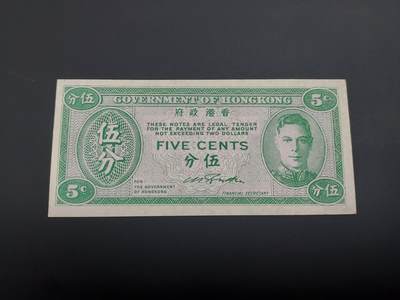 分伍 GOVERNMENT OF HONGKONG 5¢
府政港香
THESE NOTES ARE LEGAL TENDER
FOR THE PAYMENT OF ANY AMOUNT
NOT EXCEEDING TWO DOLLARS
伍分
FIVE CENTS
分伍
FOR
THE GOVERNMENT
OF HONGKONG
FINANCIAL SECRETARY
5¢ 分伍